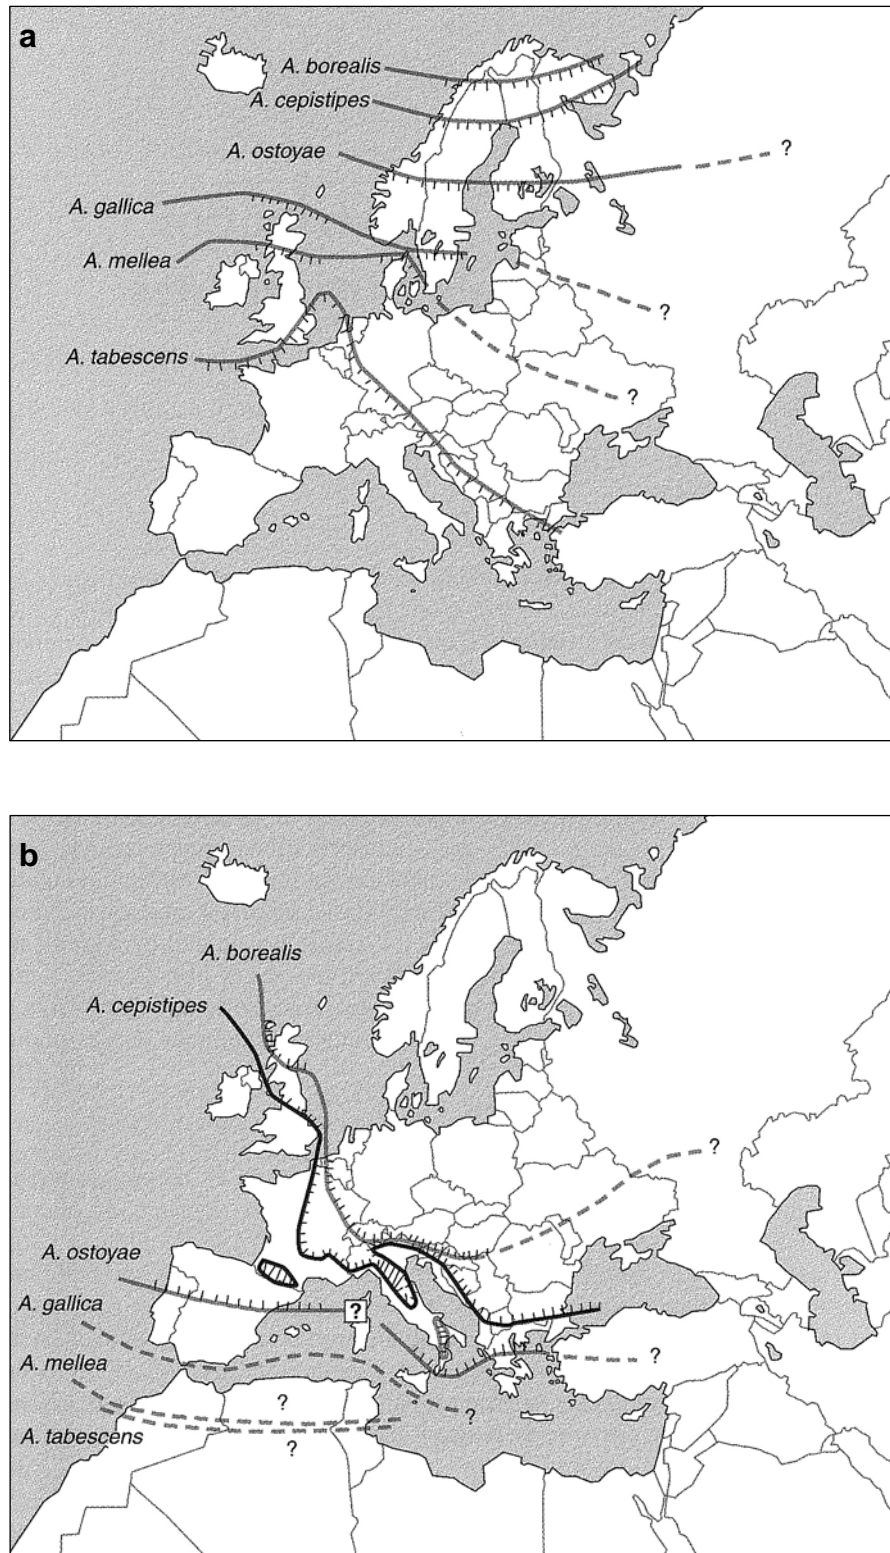 a
A. borealis
A. cepistipes
A. ostoyae
?
A. gallica
A. mellea
?
A. tabescens
?
b
A. borealis
A. cepistipes
?
A. ostoyae
A. gallica
?
A. mellea
?
?
?
A. tabescens
?